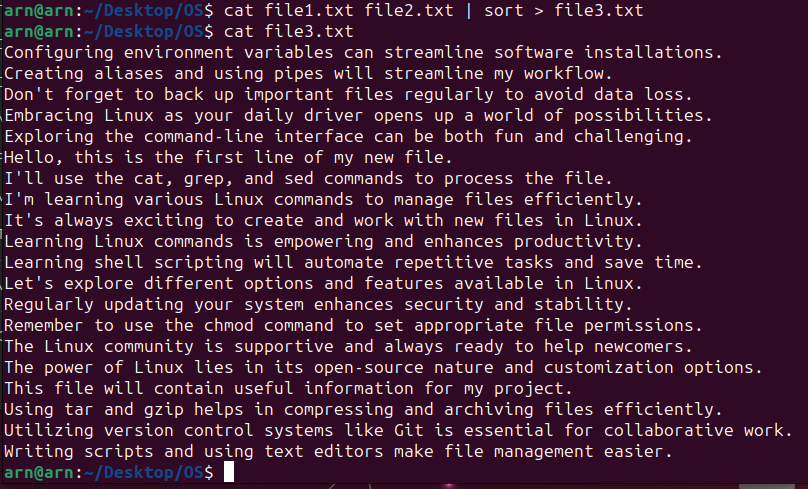 arn@arn:~/Desktop/OS$ cat file1.txt file2.txt | sort > file3.txt
arn@arn:~/Desktop/OS$ cat file3.txt
Configuring environment variables can streamline software installations.
Creating aliases and using pipes will streamline my workflow.
Don't forget to back up important files regularly to avoid data loss.
Embracing Linux as your daily driver opens up a world of possibilities.
Exploring the command-line interface can be both fun and challenging.
Hello, this is the first line of my new file.
I'll use the cat, grep, and sed commands to process the file.
I'm learning various Linux commands to manage files efficiently.
It's always exciting to create and work with new files in Linux.
Learning Linux commands is empowering and enhances productivity.
Learning shell scripting will automate repetitive tasks and save time.
Let's explore different options and features available in Linux.
Regularly updating your system enhances security and stability.
Remember to use the chmod command to set appropriate file permissions.
The Linux community is supportive and always ready to help newcomers.
The power of Linux lies in its open-source nature and customization options.
This file will contain useful information for my project.
Using tar and gzip helps in compressing and archiving files efficiently.
Utilizing version control systems like Git is essential for collaborative work.
Writing scripts and using text editors make file management easier.
arn@arn:~/Desktop/OS$